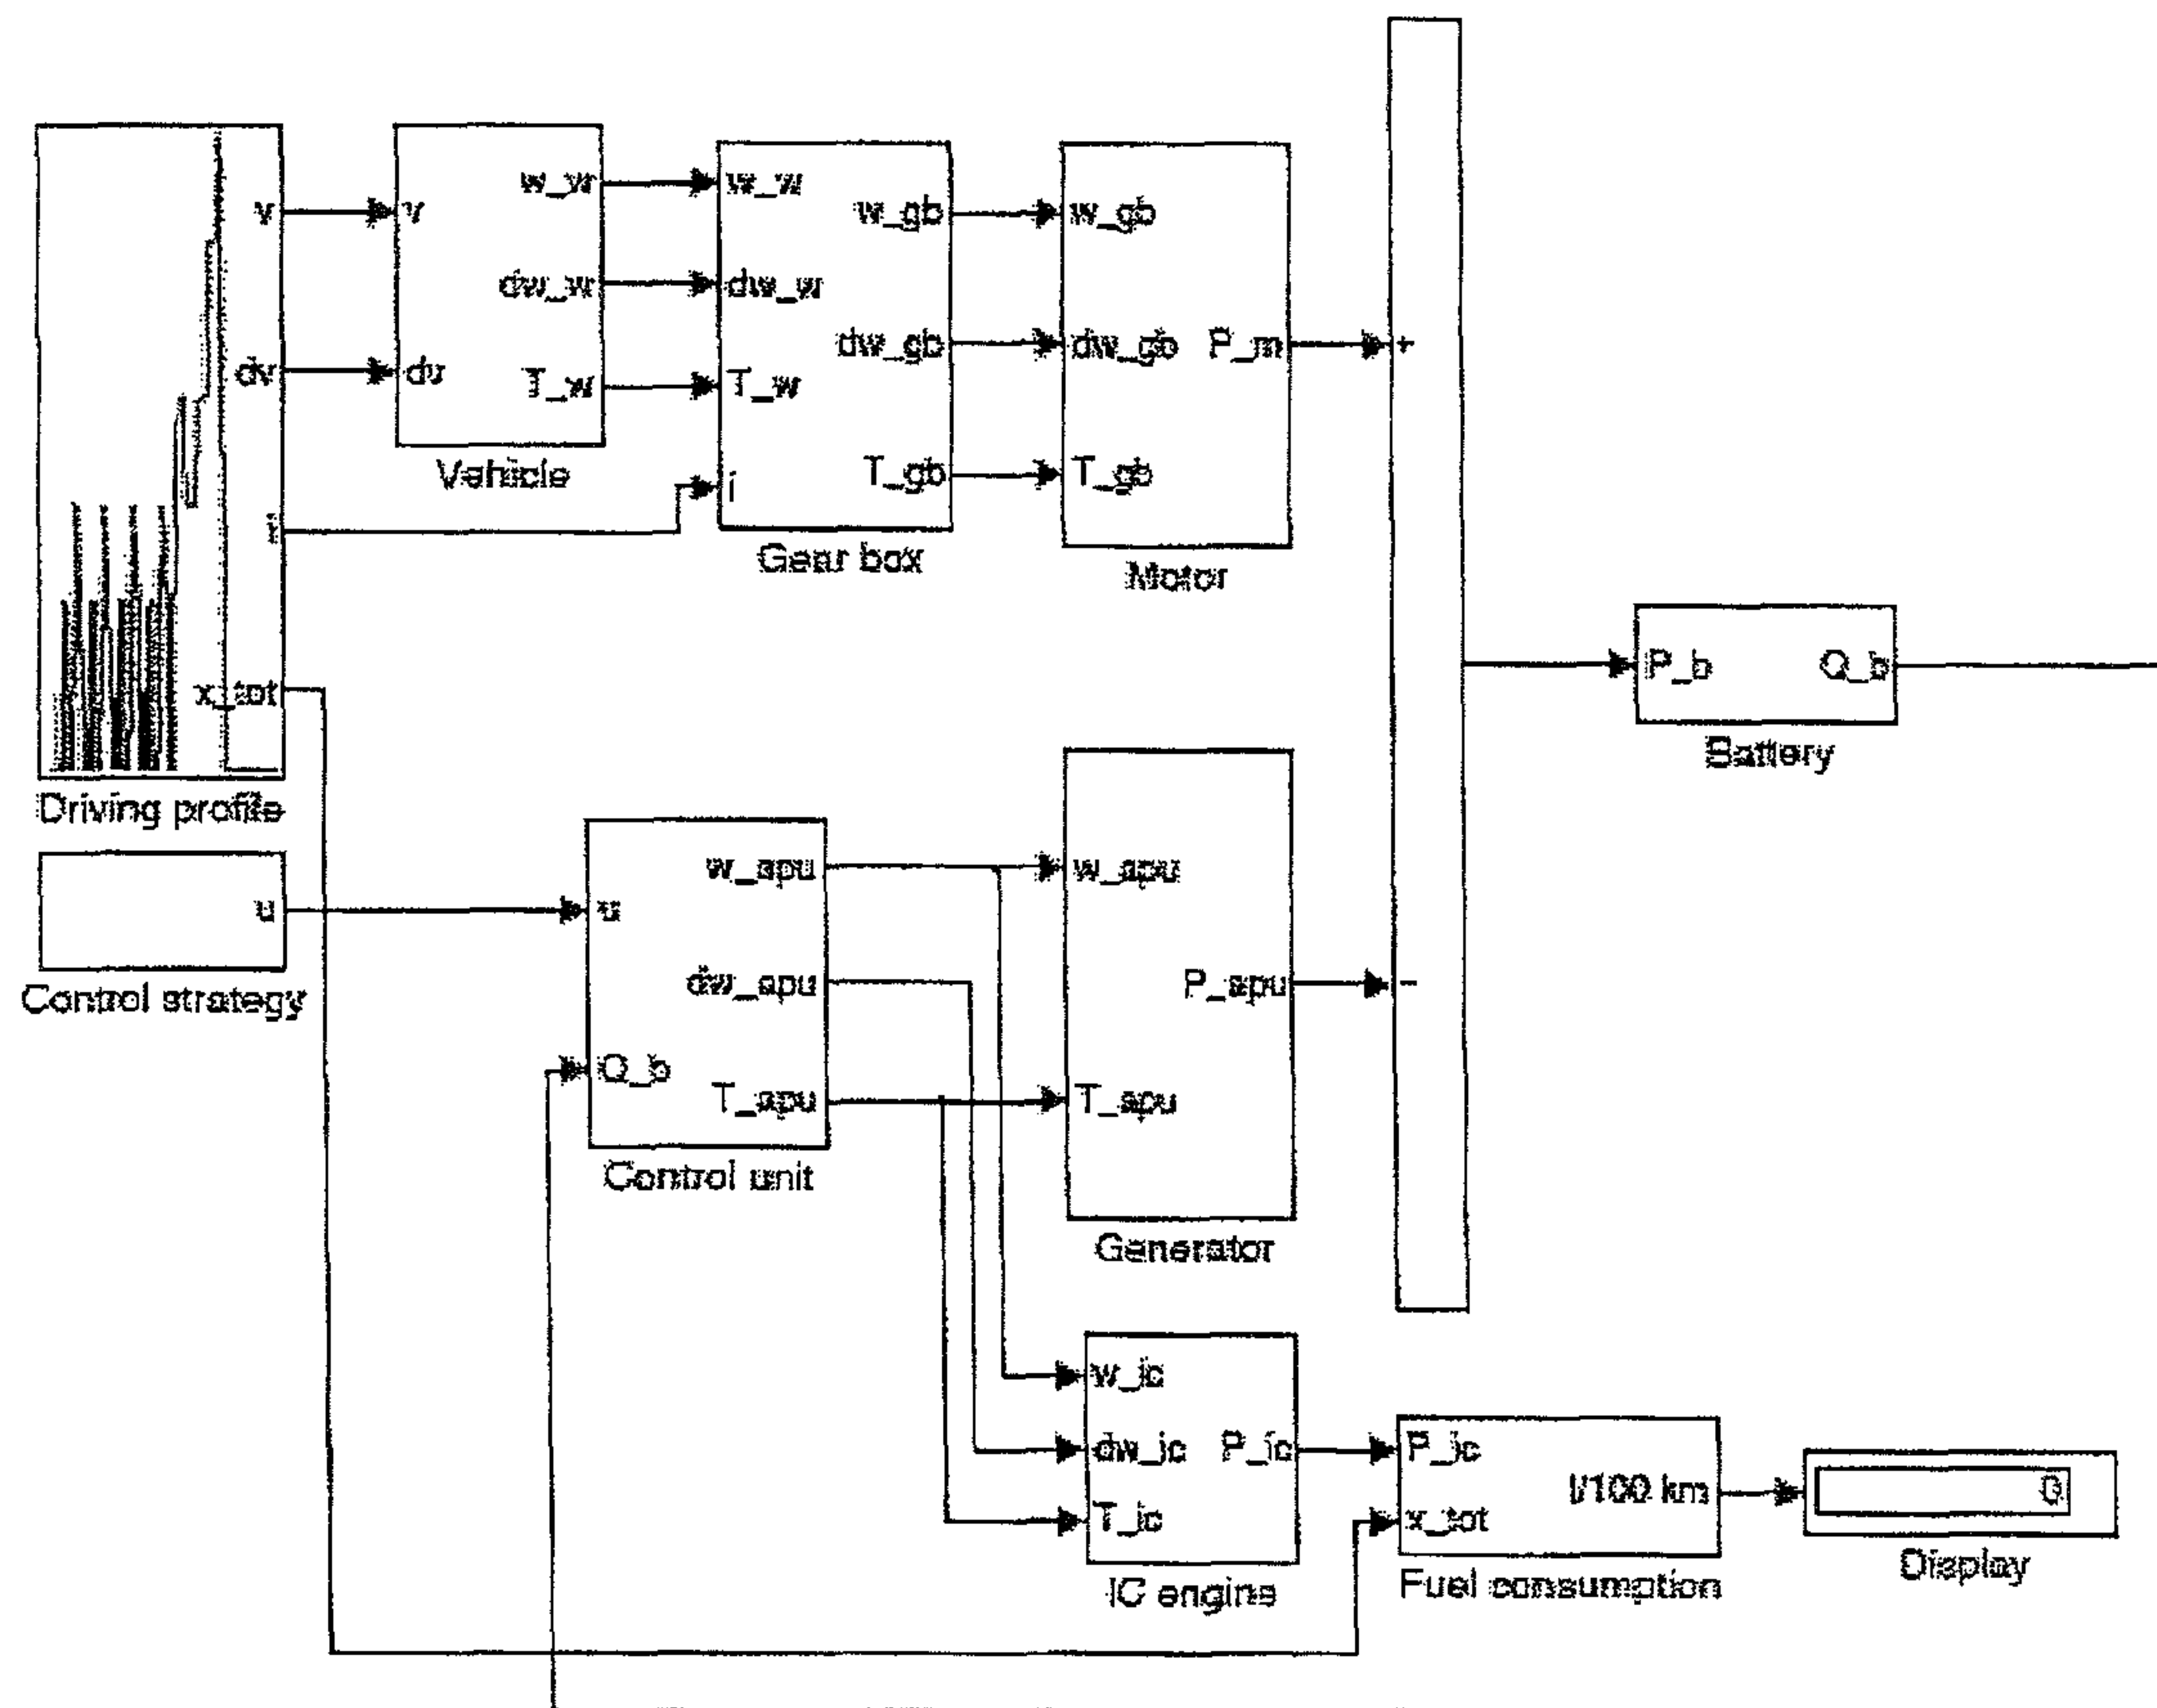 v
dv
i
x_tot
Driving profile
v
dv
w_w
dw_w
T_w
Vehicle
w_w
dw_w
T_w
i
w_gb
dw_gb
T_gb
Gear box
w_gb
dw_gb
T_gb
P_m
Motor
+
-
P_b
Q_b
Battery
u
Control strategy
u
Q_b
w_apu
dw_apu
T_apu
Control unit
w_apu
T_apu
P_apu
Generator
w_ic
dw_ic
T_ic
P_ic
IC engine
P_ic
x_tot
l/100 km
Fuel consumption
0
Display